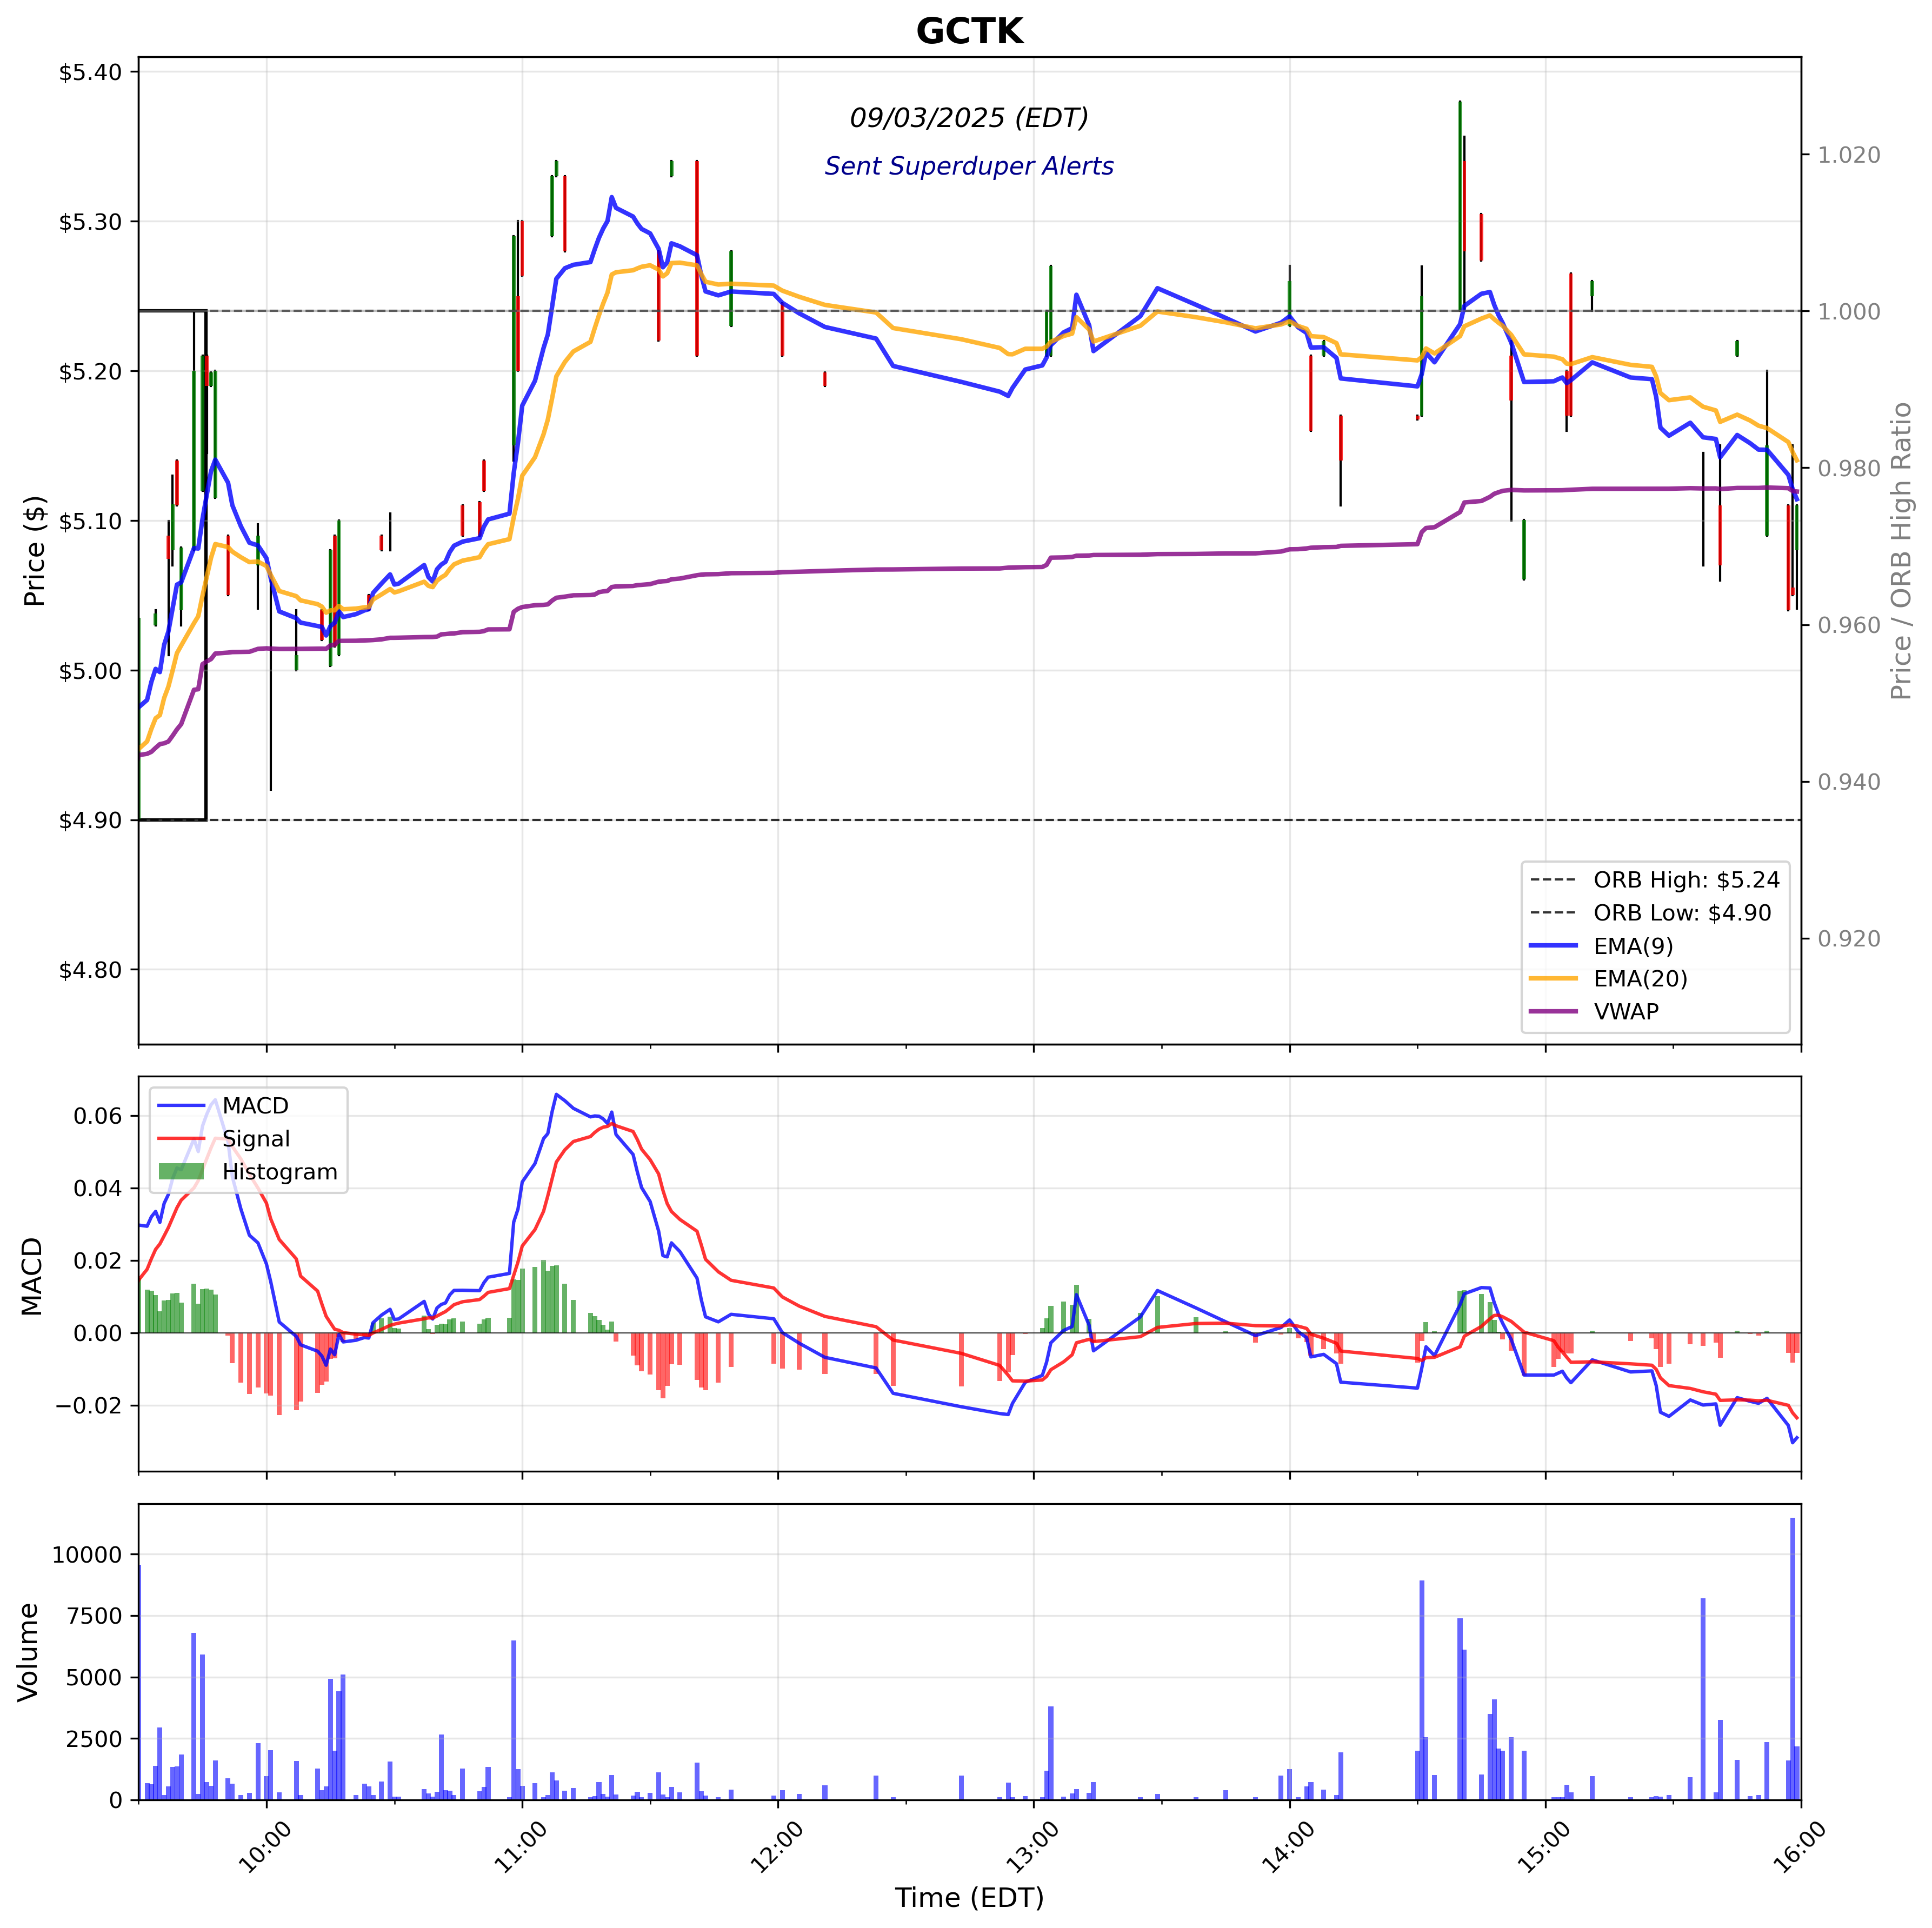 GCTK
09/03/2025 (EDT)
Sent Superduper Alerts
Price ($)
$5.40
$5.30
$5.20
$5.10
$5.00
$4.90
$4.80
Price / ORB High Ratio
1.020
1.000
0.980
0.960
0.940
0.920
ORB High: $5.24
ORB Low: $4.90
EMA(9)
EMA(20)
VWAP
MACD
0.06
0.04
0.02
0.00
−0.02
MACD
Signal
Histogram
Volume
10000
7500
5000
2500
0
10:00
11:00
12:00
13:00
14:00
15:00
16:00
Time (EDT)